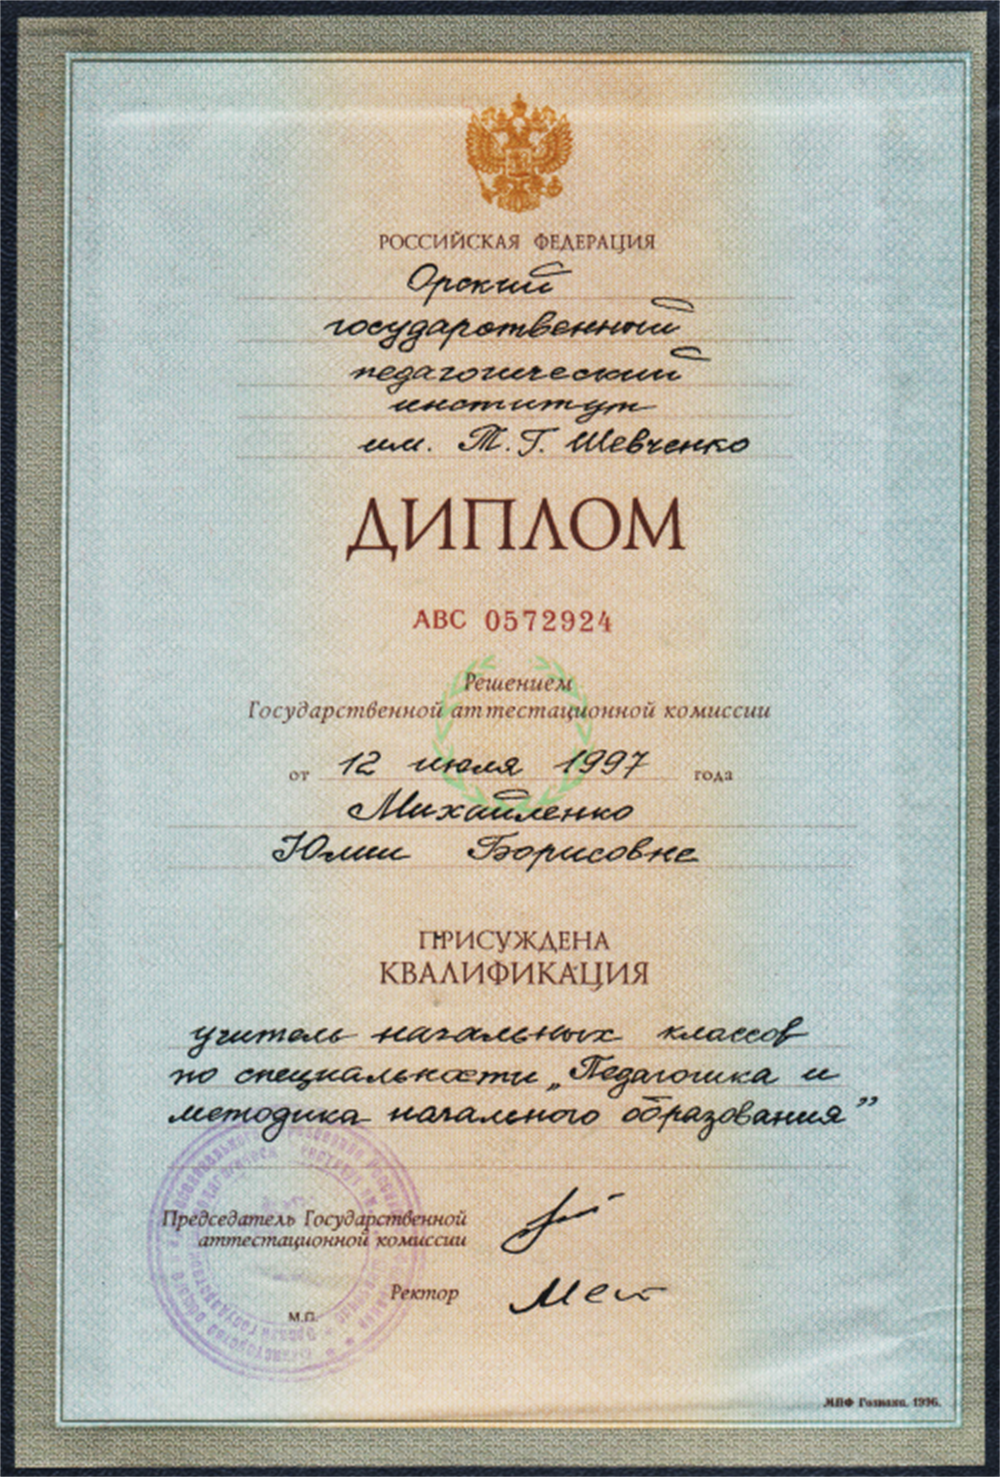 РОССИЙСКАЯ ФЕДЕРАЦИЯ
Орский
государственный
педагогический
институт
им. Т. Г. Шевченко
ДИПЛОМ
АВС 0572924
Решением
Государственной аттестационной комиссии
от 12 июля 1997 года
Михайленко
Юлии Борисовне
ПРИСУЖДЕНА
КВАЛИФИКАЦИЯ
учитель начальных классов
по специальности „Педагогика и
методика начального образования”
Председатель Государственной
аттестационной комиссии
Ректор
М.П.
МПФ Гознака. 1996.